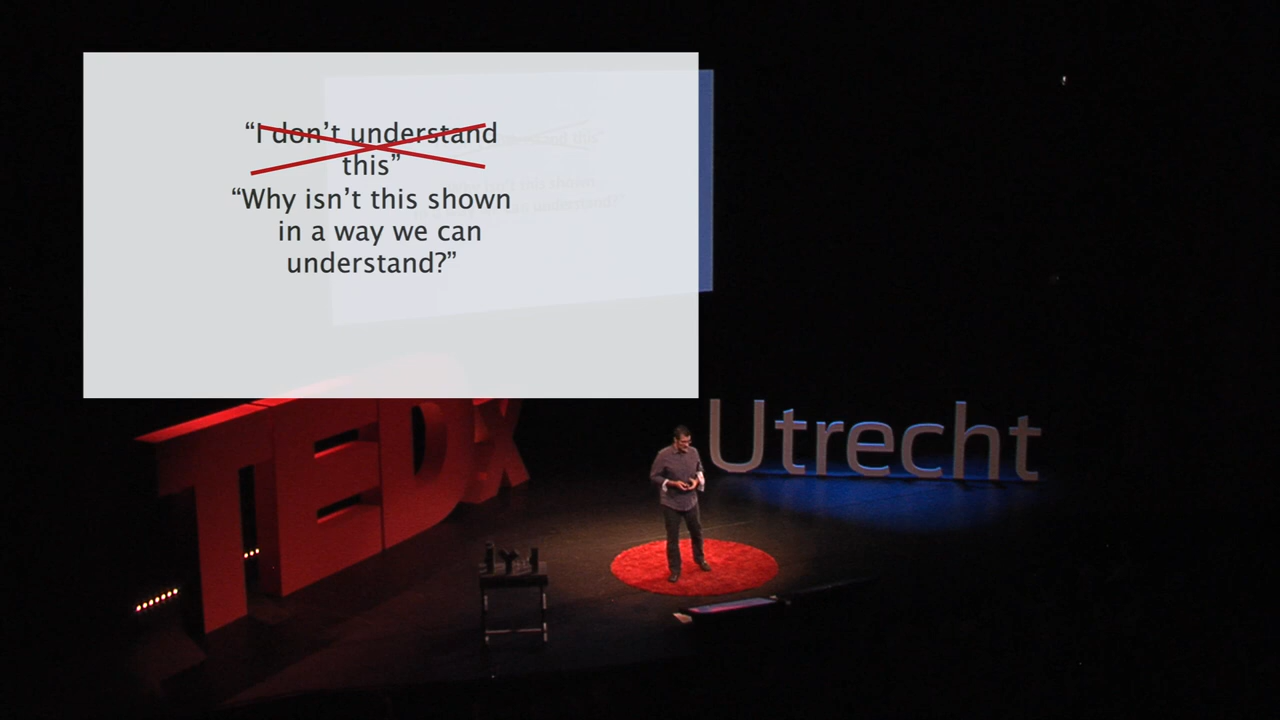 “I don’t understand
this”
“Why isn’t this shown
in a way we can
understand?”
TEDx
Utrecht